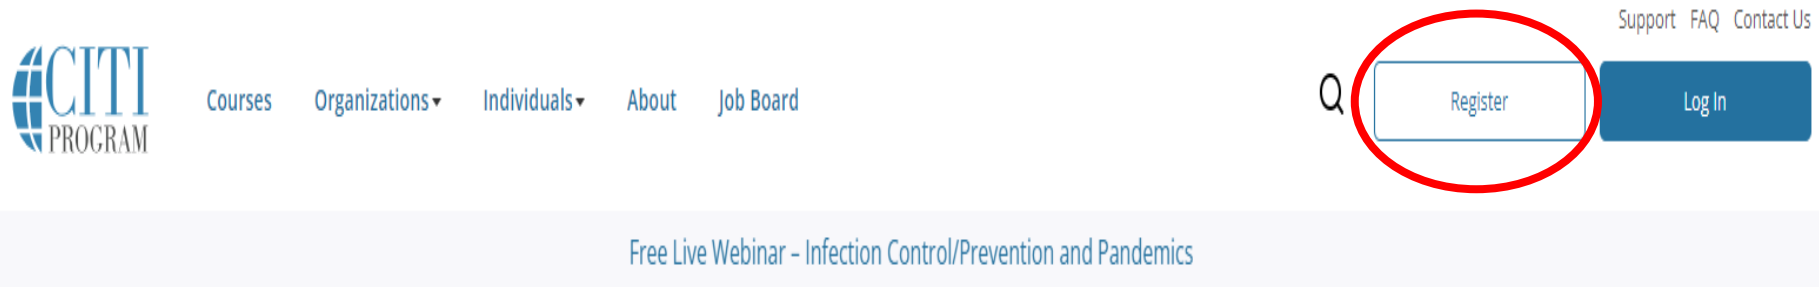 Support FAQ Contact Us
CITI
PROGRAM
Courses Organizations Individuals About Job Board Register Log In
Free Live Webinar – Infection Control/Prevention and Pandemics